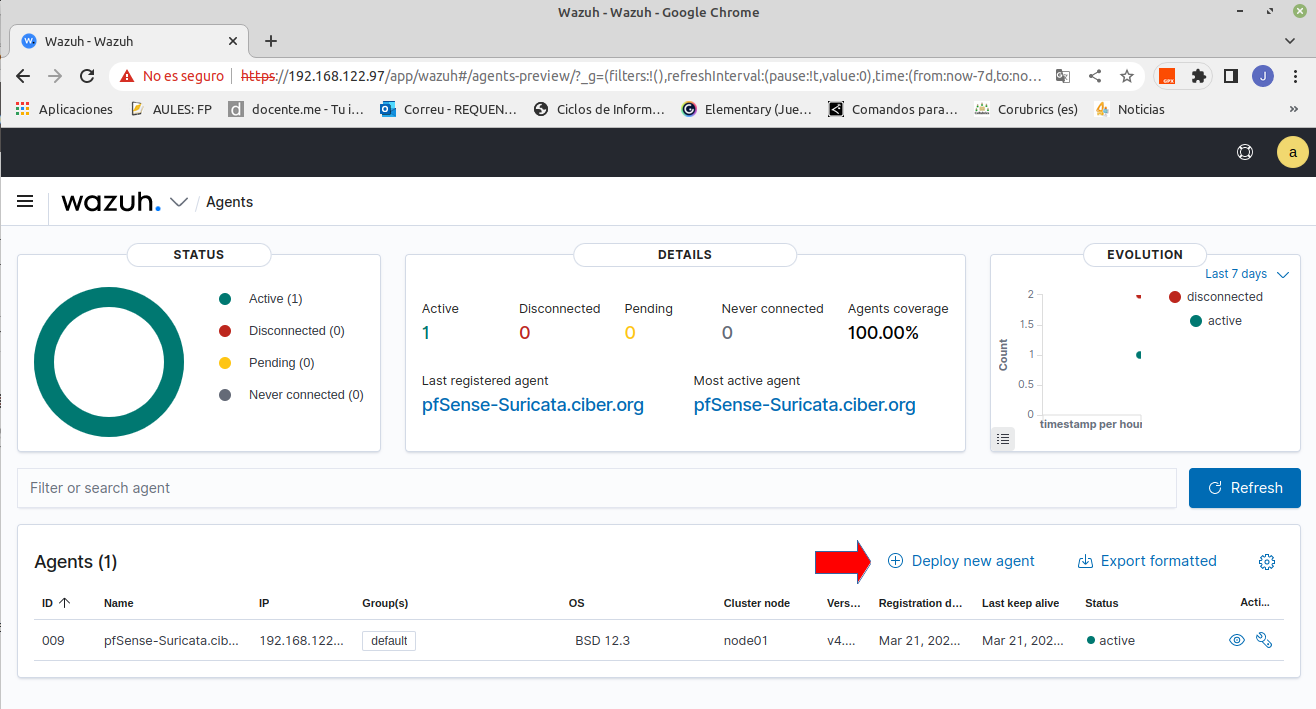 Wazuh - Wazuh - Google Chrome
Wazuh - Wazuh
No es seguro https://192.168.122.97/app/wazuh#/agents-preview/?_g=(filters:!(),refreshInterval:(pause:!t,value:0),time:(from:now-7d,to:no...
GPX
J
Aplicaciones AULES: FP docente.me - Tu i... Correu - REQUEN... Ciclos de Inform... Elementary (Jue... Comandos para... Corubrics (es) Noticias »
a
wazuh. / Agents
STATUS
Active (1)
Disconnected (0)
Pending (0)
Never connected (0)
DETAILS
Active Disconnected Pending Never connected Agents coverage
1 0 0 0 100.00%
Last registered agent Most active agent
pfSense-Suricata.ciber.org pfSense-Suricata.ciber.org
EVOLUTION
Last 7 days
disconnected
active
2
1.5
1
0.5
0
Count
timestamp per hour
Filter or search agent
Refresh
Agents (1) Deploy new agent Export formatted
ID Name IP Group(s) OS Cluster node Vers... Registration d... Last keep alive Status Acti...
009 pfSense-Suricata.cib... 192.168.122... default BSD 12.3 node01 v4.... Mar 21, 202... Mar 21, 202... active